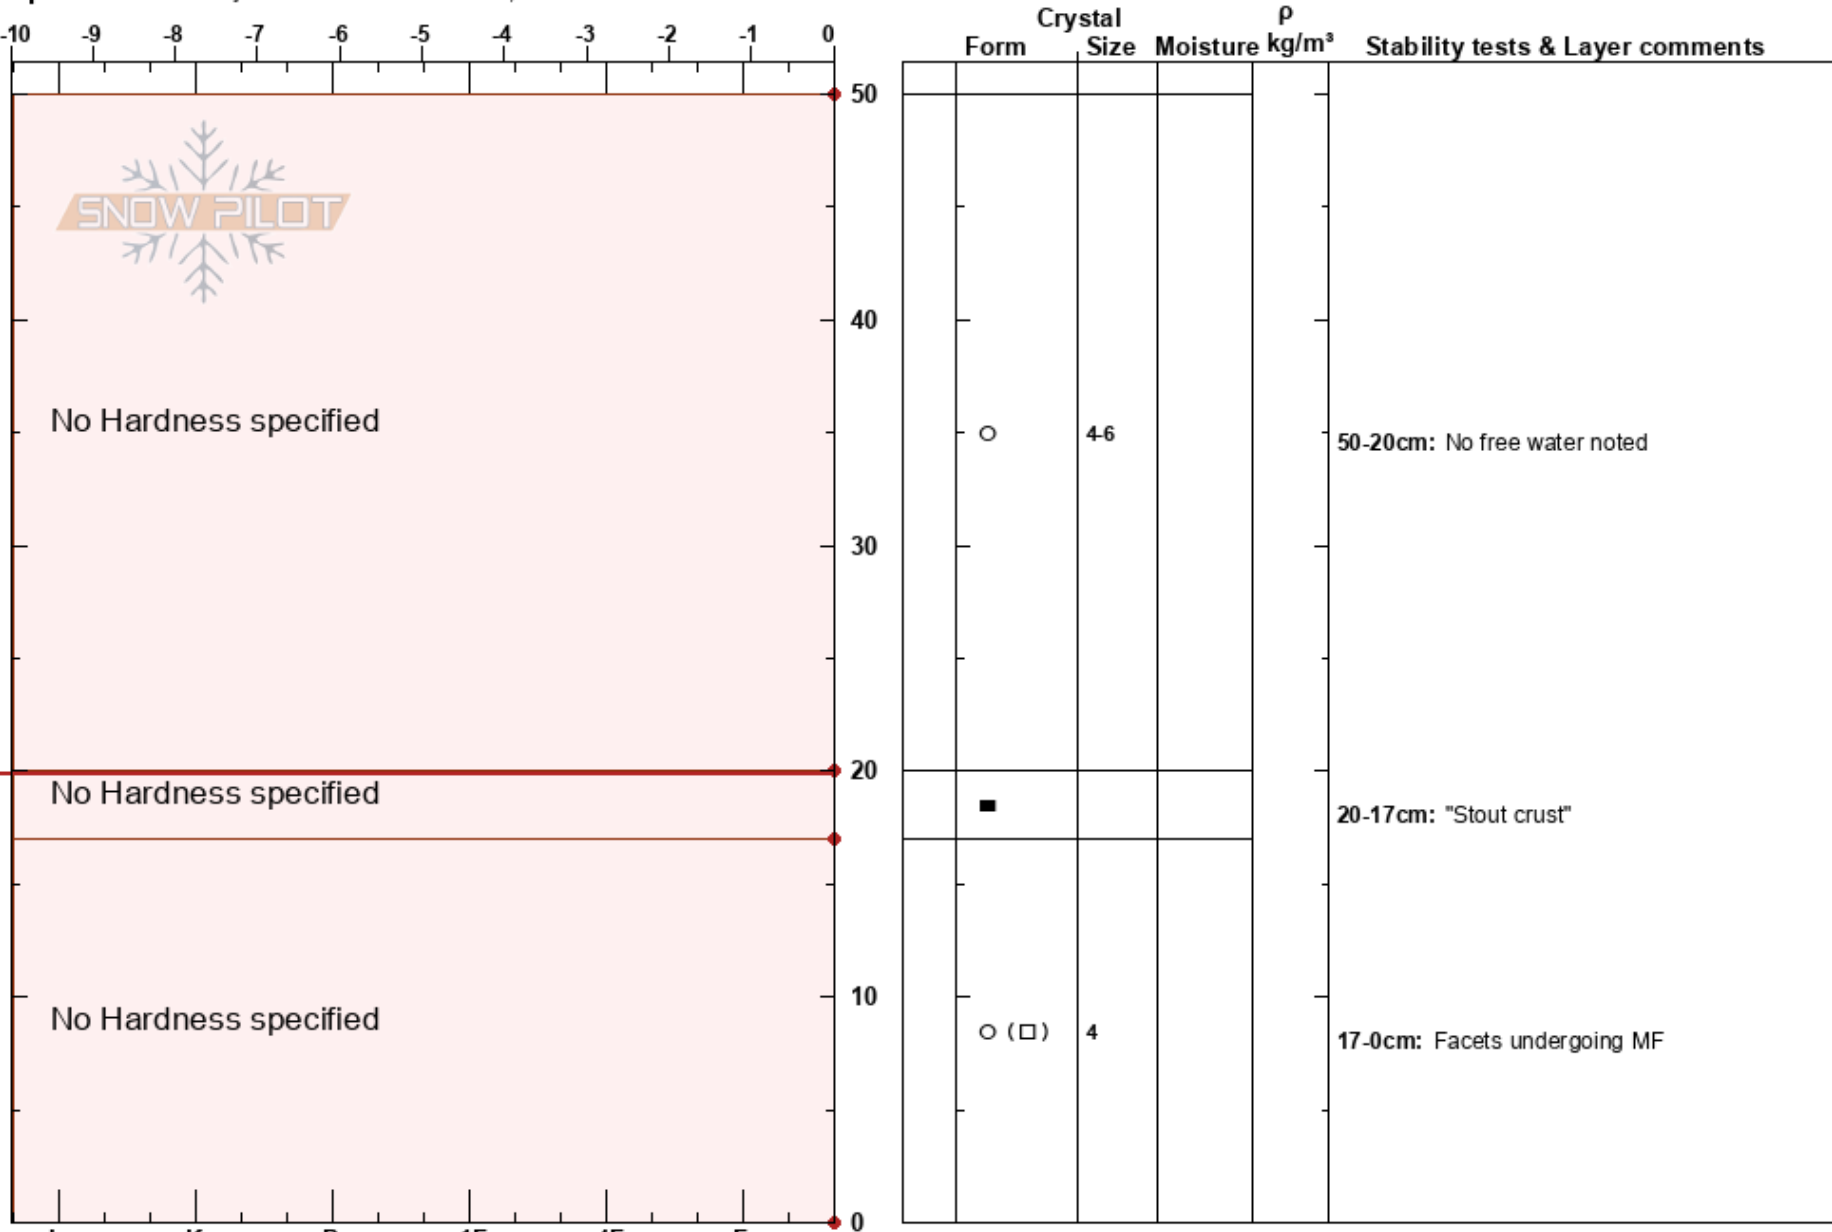 Crystal ρ
-10 -9 -8 -7 -6 -5 -4 -3 -2 -1 0 Form Size Moisture kg/m³ Stability tests & Layer comments
50
SNOW PILOT
40
No Hardness specified 4-6 50-20cm: No free water noted
30
20
No Hardness specified 20-17cm: "Stout crust"
10
No Hardness specified ( ) 4 17-0cm: Facets undergoing MF
0